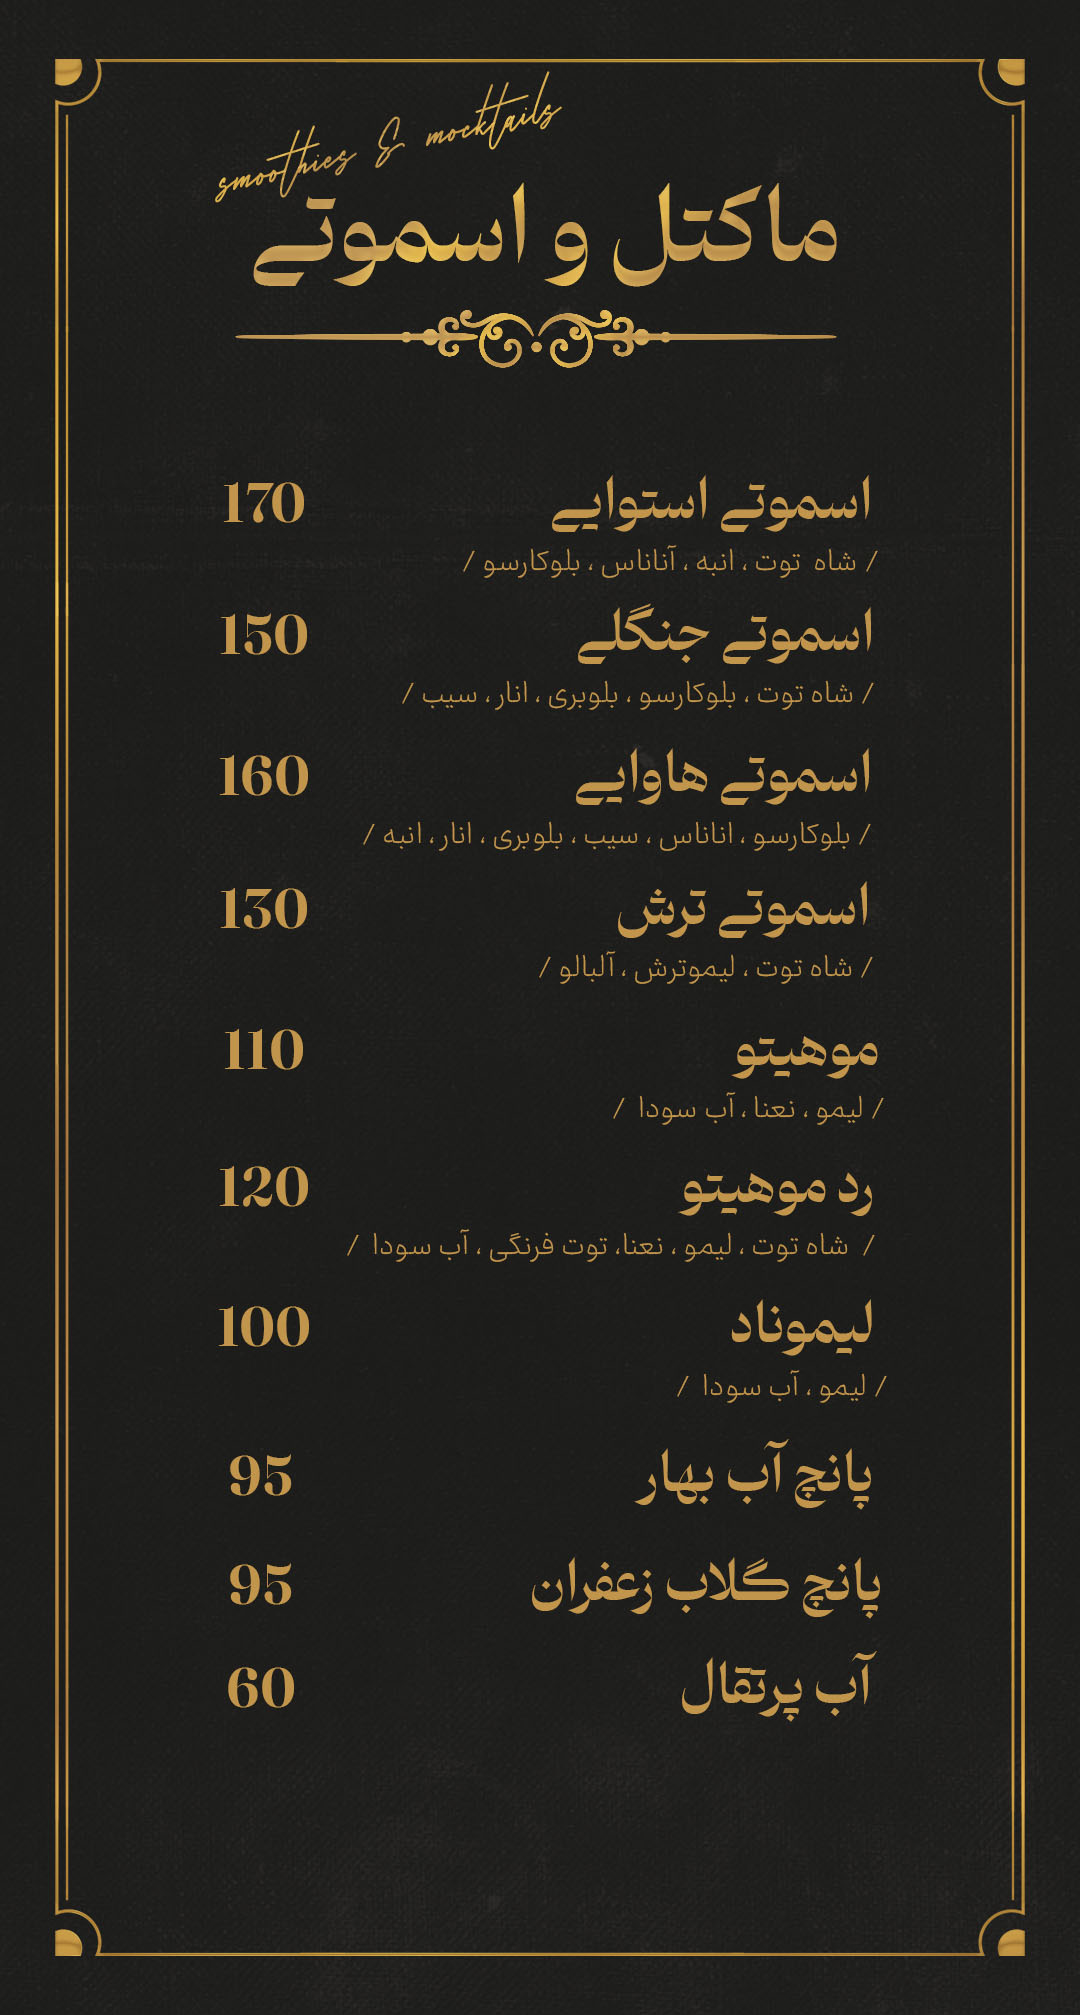 smoothies & mocktails
ماکتل و اسموتی
اسموتی استوایی 170
/ شاه توت ، انبه ، آناناس ، بلوکارسو /
اسموتی جنگلی 150
/ شاه توت ، بلوکارسو ، بلوبری ، انار ، سیب /
اسموتی هاوایی 160
/ بلوکارسو ، اناناس ، سیب ، بلوبری ، انار ، انبه /
اسموتی ترش 130
/ شاه توت ، لیموترش ، آلبالو /
موهیتو 110
/ لیمو ، نعنا ، آب سودا /
رد موهیتو 120
/ شاه توت ، لیمو ، نعنا، توت فرنگی ، آب سودا /
لیموناد 100
/ لیمو ، آب سودا /
پانچ آب بهار 95
پانچ گلاب زعفران 95
آب پرتقال 60